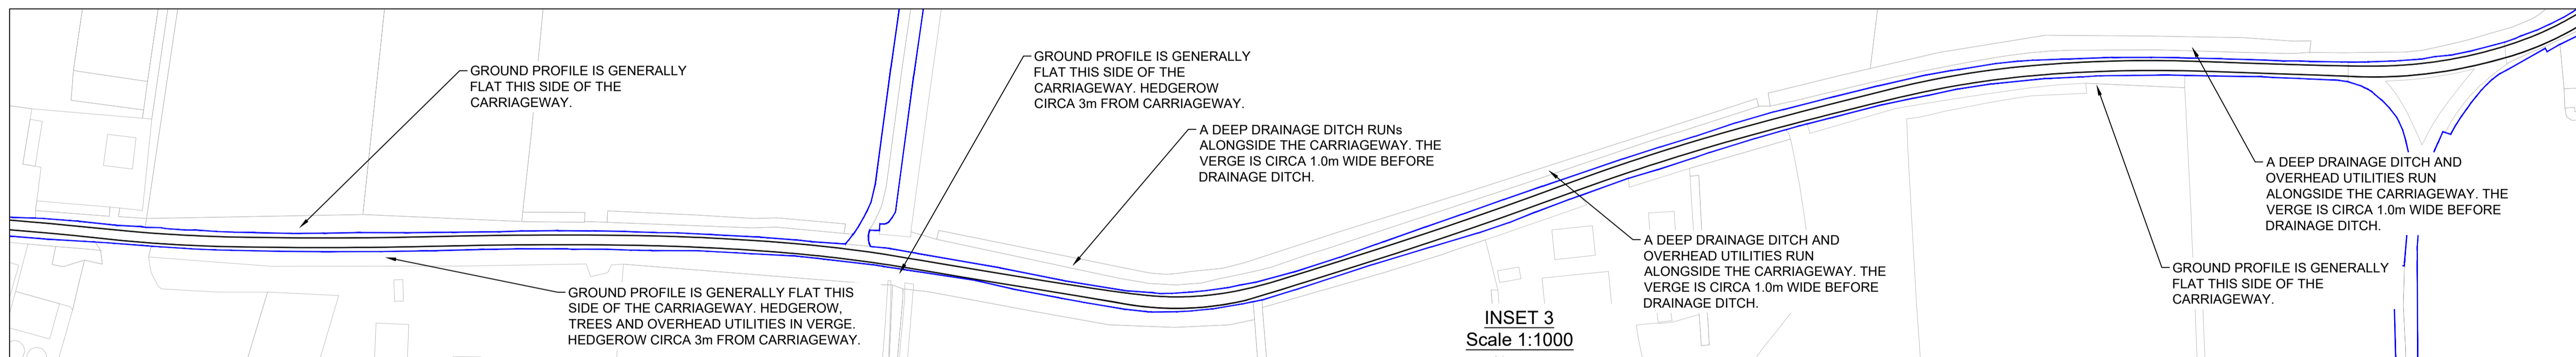 GROUND PROFILE IS GENERALLY
FLAT THIS SIDE OF THE
CARRIAGEWAY.
GROUND PROFILE IS GENERALLY FLAT THIS
SIDE OF THE CARRIAGEWAY. HEDGEROW,
TREES AND OVERHEAD UTILITIES IN VERGE.
HEDGEROW CIRCA 3m FROM CARRIAGEWAY.
GROUND PROFILE IS GENERALLY
FLAT THIS SIDE OF THE
CARRIAGEWAY. HEDGEROW
CIRCA 3m FROM CARRIAGEWAY.
A DEEP DRAINAGE DITCH RUNs
ALONGSIDE THE CARRIAGEWAY. THE
VERGE IS CIRCA 1.0m WIDE BEFORE
DRAINAGE DITCH.
INSET 3
Scale 1:1000
A DEEP DRAINAGE DITCH AND
OVERHEAD UTILITIES RUN
ALONGSIDE THE CARRIAGEWAY. THE
VERGE IS CIRCA 1.0m WIDE BEFORE
DRAINAGE DITCH.
A DEEP DRAINAGE DITCH AND
OVERHEAD UTILITIES RUN
ALONGSIDE THE CARRIAGEWAY. THE
VERGE IS CIRCA 1.0m WIDE BEFORE
DRAINAGE DITCH.
GROUND PROFILE IS GENERALLY
FLAT THIS SIDE OF THE
CARRIAGEWAY.